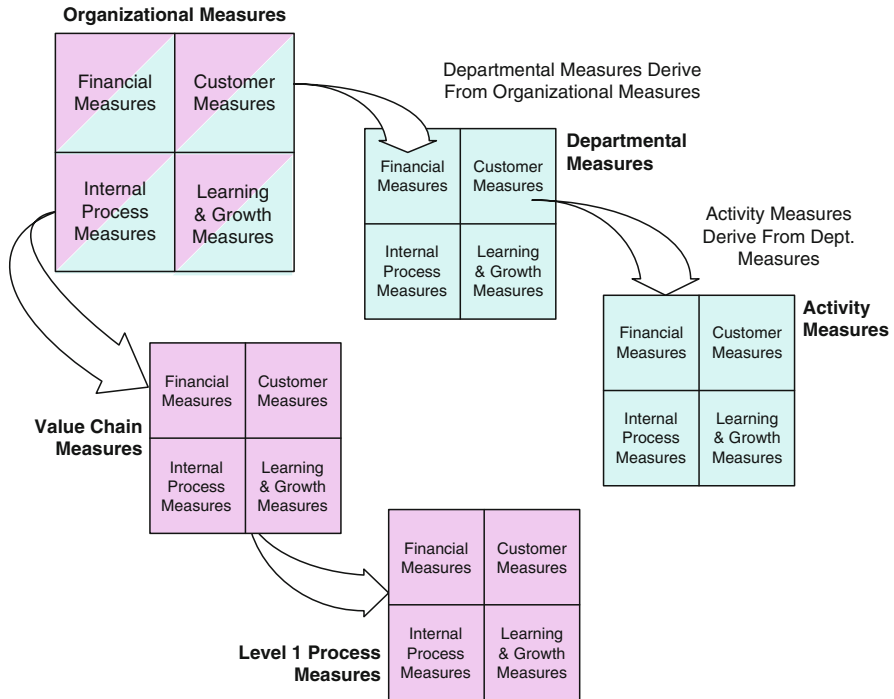 Organizational Measures
Financial
Measures
Customer
Measures
Internal
Process
Measures
Learning
& Growth
Measures
Departmental Measures Derive
From Organizational Measures
Departmental
Measures
Financial
Measures
Customer
Measures
Internal
Process
Measures
Learning
& Growth
Measures
Activity Measures
Derive From Dept.
Measures
Activity
Measures
Financial
Measures
Customer
Measures
Internal
Process
Measures
Learning
& Growth
Measures
Value Chain
Measures
Financial
Measures
Customer
Measures
Internal
Process
Measures
Learning
& Growth
Measures
Level 1 Process
Measures
Financial
Measures
Customer
Measures
Internal
Process
Measures
Learning
& Growth
Measures